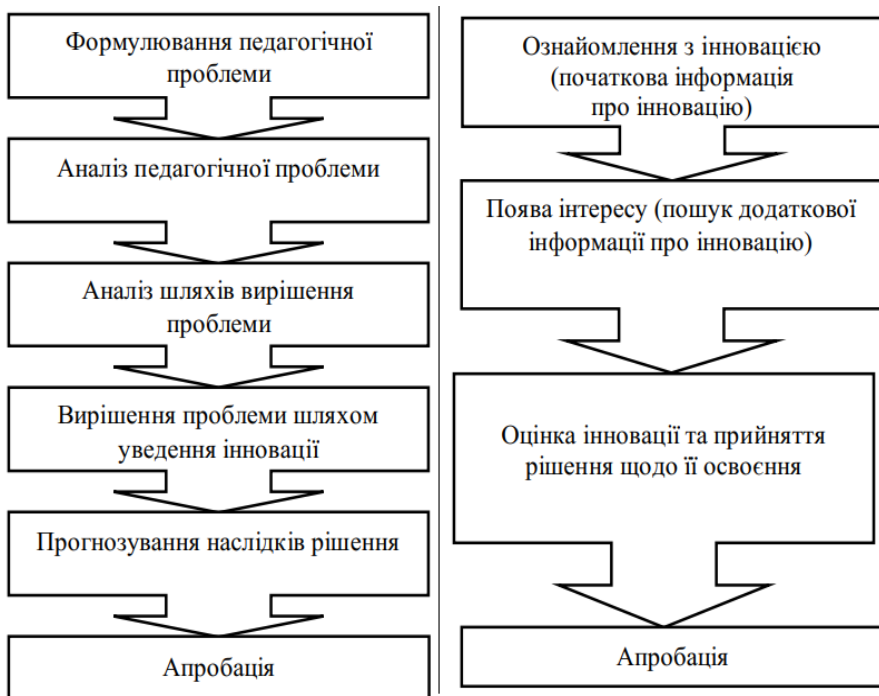 Формулювання педагогічної
проблеми
Аналіз педагогічної проблеми
Аналіз шляхів вирішення
проблеми
Вирішення проблеми шляхом
уведення інновації
Прогнозування наслідків рішення
Апробація
Ознайомлення з інновацією
(початкова інформація
про інновацію)
Поява інтересу (пошук додаткової
інформації про інновацію)
Оцінка інновації та прийняття
рішення щодо її освоєння
Апробація